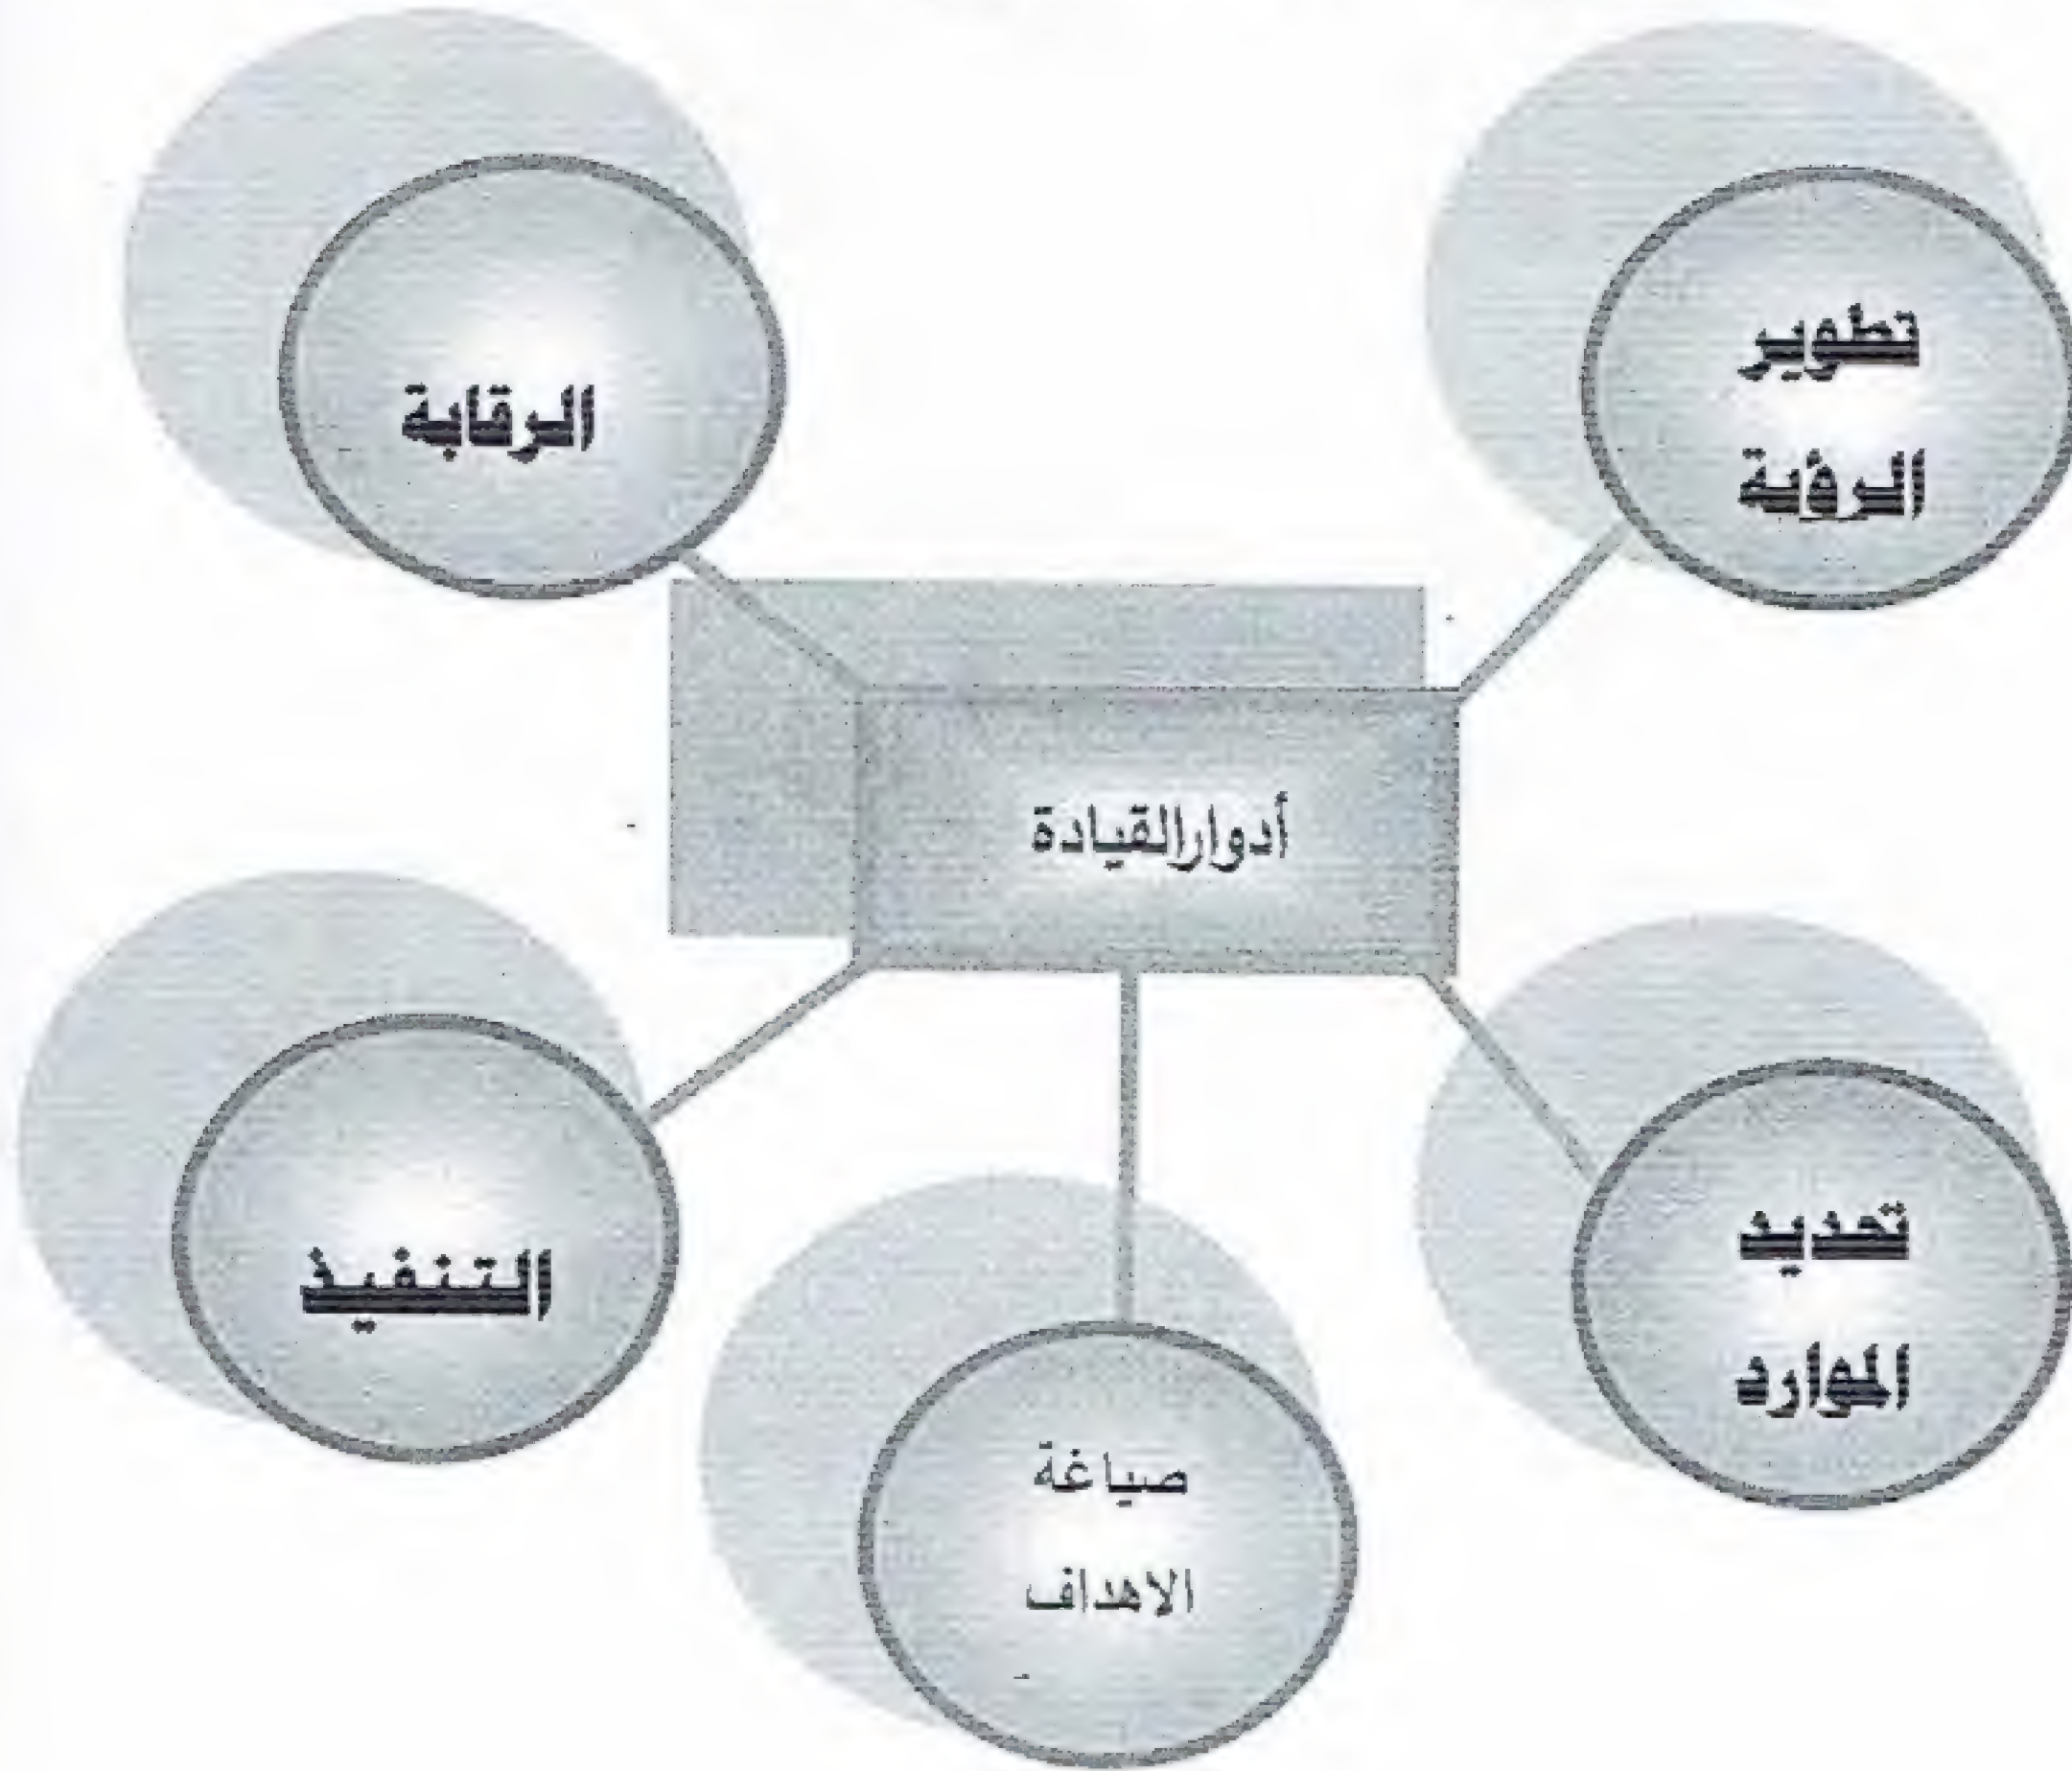 تطوير
الرؤية
الرقابة
أدوارالقيادة
تحديد
الموارد
التنفيذ
صياغة
الاهداف